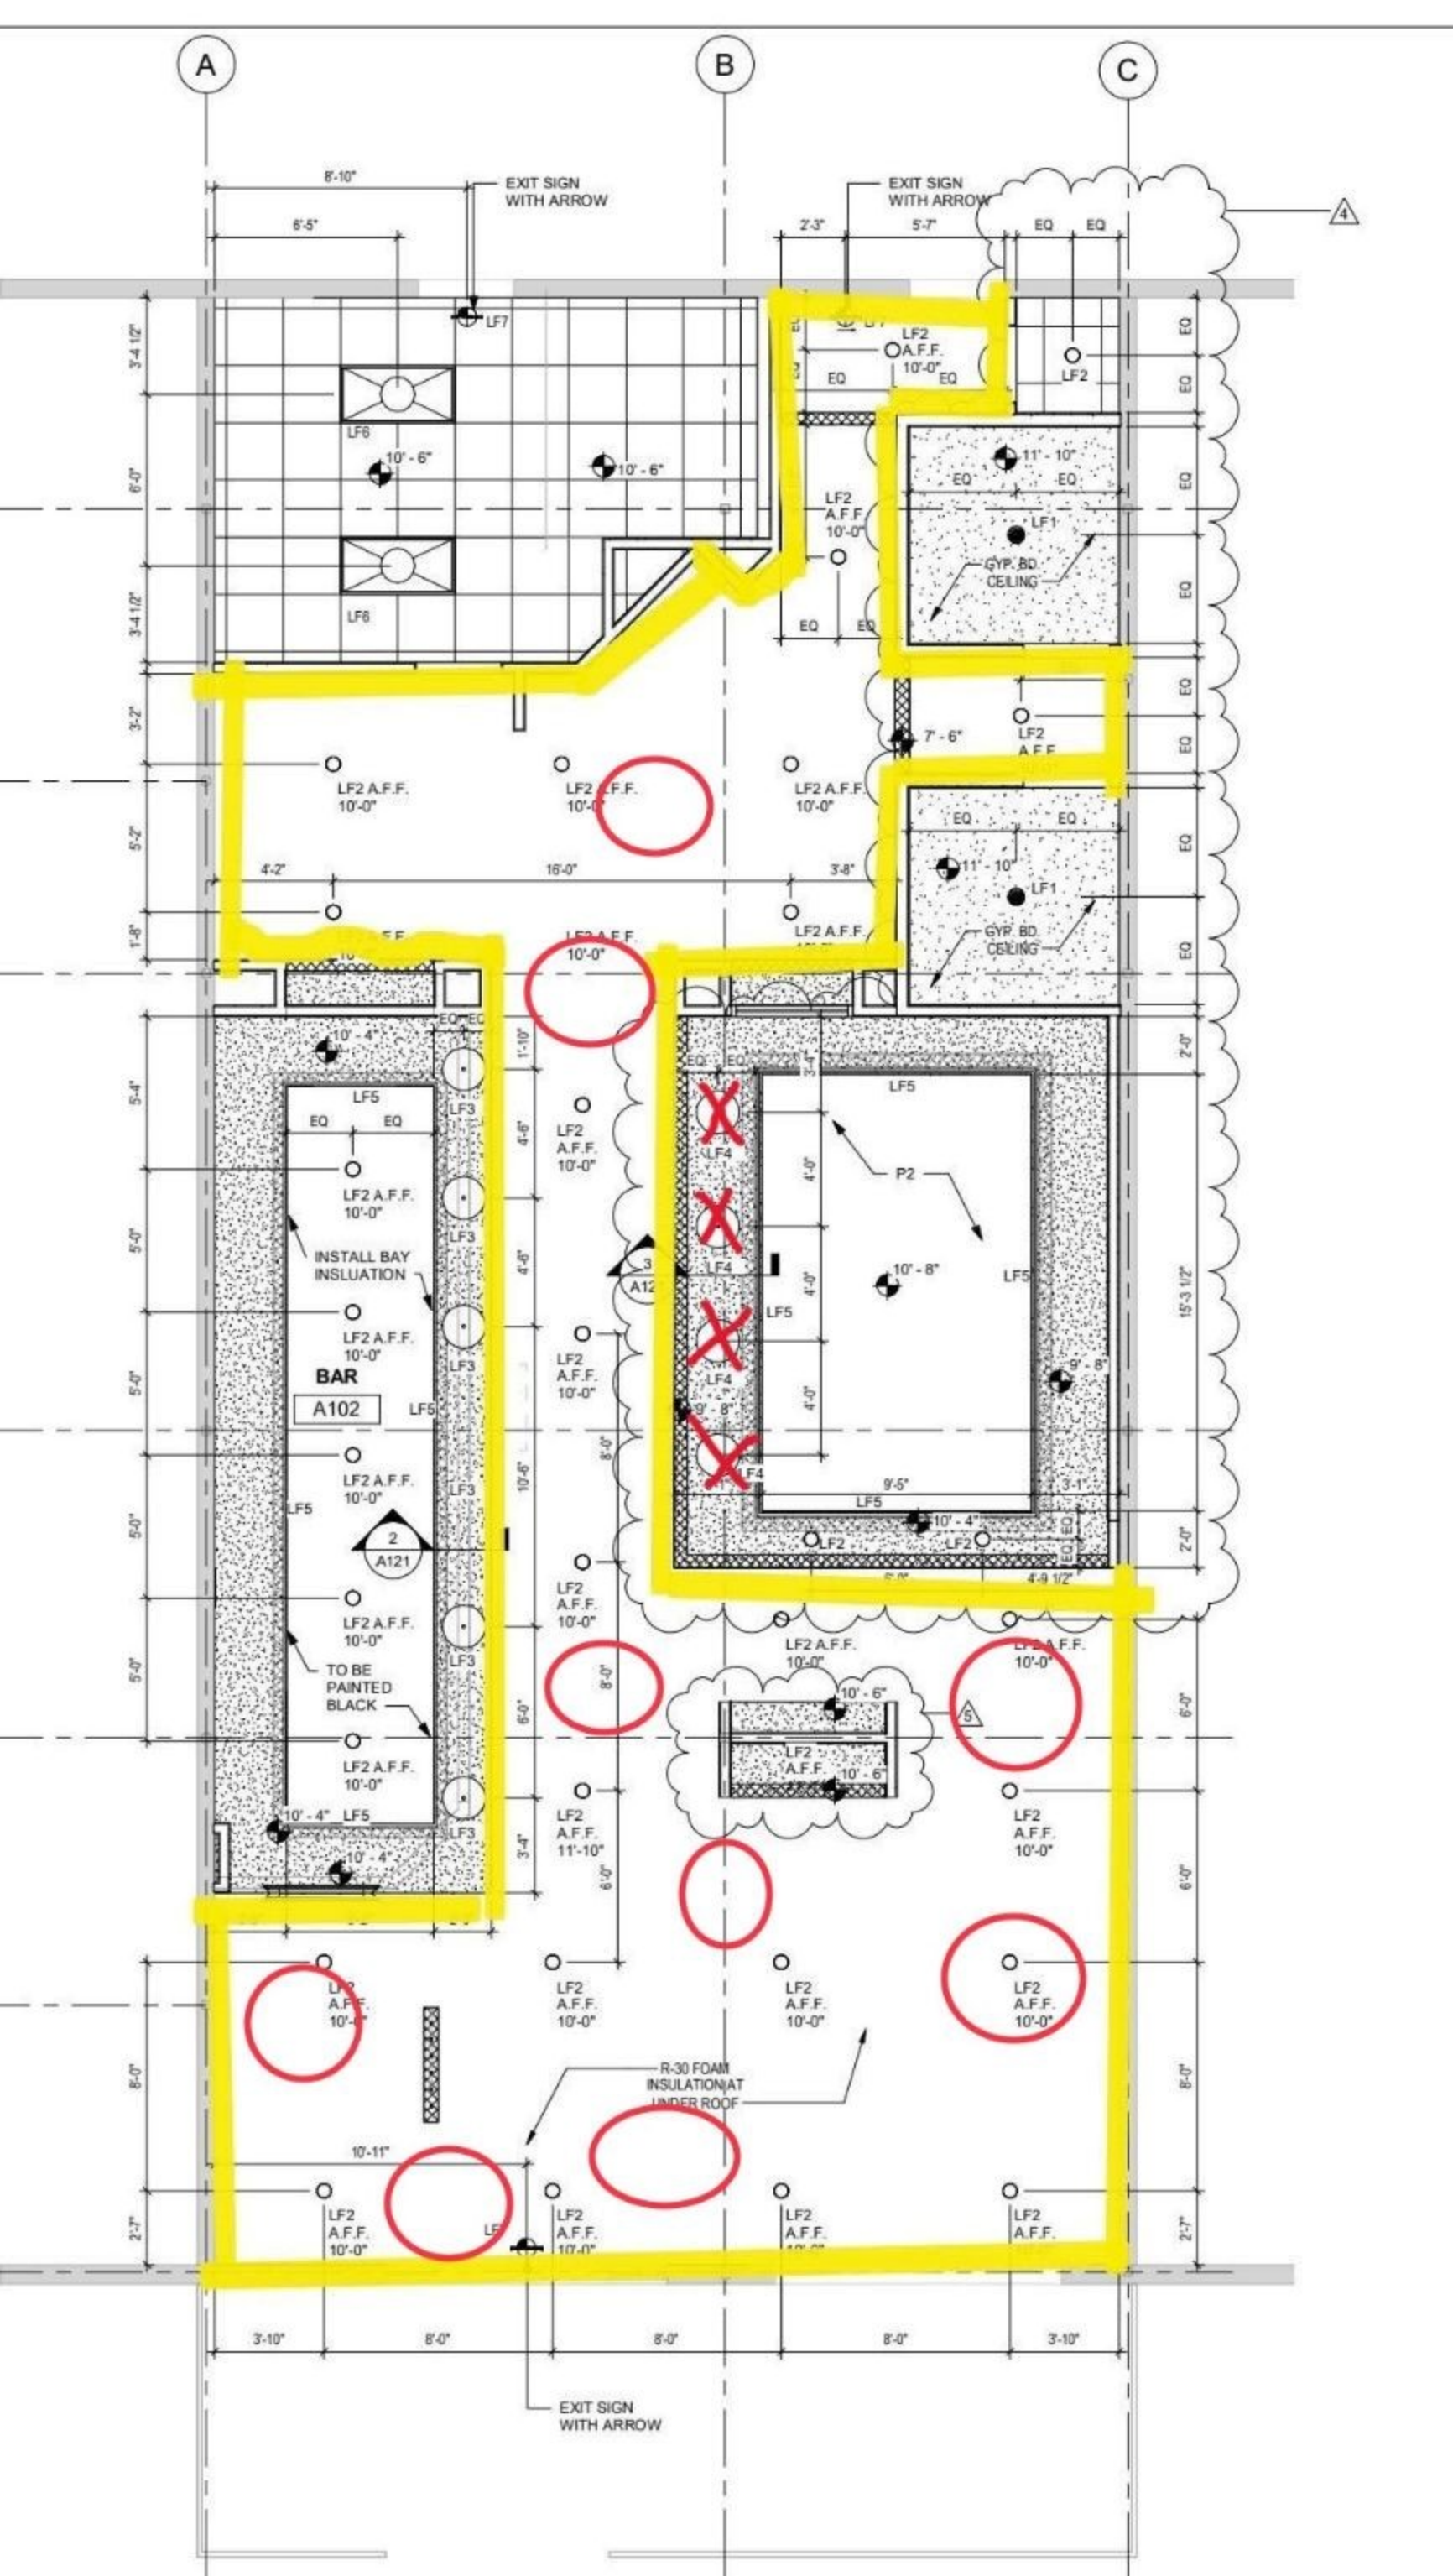 A
B
C
8'-10"
EXIT SIGN
WITH ARROW
EXIT SIGN
WITH ARROW
4
6'-5"
2'-3"
5'-7"
EQ
EQ
3'-4 1/2"
LF7
EQ
LF2
A.F.F.
10'-0"
EQ
EQ
EQ
EQ
LF2
EQ
LF6
10' - 6"
10' - 6"
6'-0"
11' - 10"
EQ
EQ
EQ
LF2
A.F.F.
10'-0"
LF1
GYP. BD.
CEILING
EQ
3'-4 1/2"
LF6
EQ
EQ
EQ
3'-2"
7' - 6"
LF2
A.F.F.
EQ
LF2 A.F.F.
10'-0"
LF2 A.F.F.
10'-0"
LF2 A.F.F.
10'-0"
5'-2"
EQ
EQ
EQ
4'-2"
16'-0"
3'-8"
11' - 10"
LF1
GYP. BD.
CEILING
EQ
1'-8"
LF2 A.F.F.
10'-0"
LF2 A.F.F.
10' - 4"
EQ
EQ
1'-10"
EQ
EQ
3'-4"
2'-0"
5'-4"
LF5
LF3
LF5
EQ
EQ
4'-6"
LF2
A.F.F.
10'-0"
LF4
4'-0"
P2
LF2 A.F.F.
10'-0"
5'-0"
LF3
INSTALL BAY
INSLUATION
4'-6"
3
LF4
10' - 8"
LF5
4'-0"
15'-3 1/2"
LF5
LF2 A.F.F.
10'-0"
LF3
LF2
A.F.F.
10'-0"
LF4
9' - 8"
BAR
A102
LF5
5'-0"
9' - 8"
4'-0"
8'-0"
LF2 A.F.F.
10'-0"
LF3
10'-6"
LF4
9'-5"
3'-1"
LF5
LF5
5'-0"
10' - 4"
2
A121
LF2
LF2
EQ
EQ
2'-0"
LF2
A.F.F.
10'-0"
4'-9 1/2"
LF2 A.F.F.
10'-0"
LF3
LF2 A.F.F.
10'-0"
LF2 A.F.F.
10'-0"
5'-0"
TO BE
PAINTED
BLACK
8'-0"
6'-0"
10' - 6"
5
6'-0"
LF2 A.F.F.
10'-0"
LF2
A.F.F.
10' - 6"
10' - 4"
LF5
LF3
LF2
A.F.F.
11'-10"
LF2
A.F.F.
10'-0"
10' - 4"
3'-4"
6'-0"
6'-0"
LF2
A.F.F.
10'-0"
LF2
A.F.F.
10'-0"
LF2
A.F.F.
10'-0"
LF2
A.F.F.
10'-0"
8'-0"
R-30 FOAM
INSULATION AT
UNDER ROOF
8'-0"
10'-11"
2'-7"
LF2
A.F.F.
10'-0"
LF2
A.F.F.
10'-0"
LF2
A.F.F.
LF2
A.F.F.
2'-7"
3'-10"
8'-0"
8'-0"
8'-0"
3'-10"
EXIT SIGN
WITH ARROW